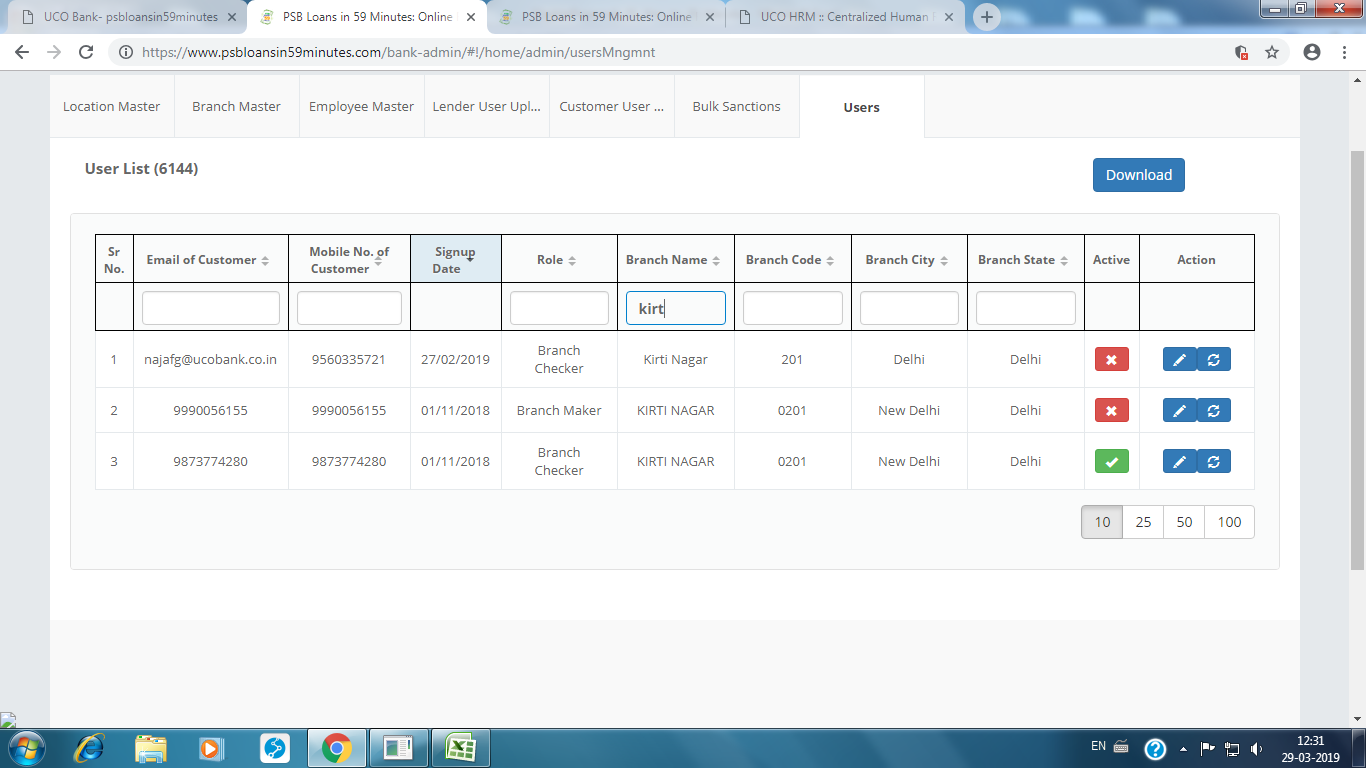 UCO Bank- psbloansin59minutes
PSB Loans in 59 Minutes: Online
PSB Loans in 59 Minutes: Online
UCO HRM :: Centralized Human
https://www.psbloansin59minutes.com/bank-admin/#!/home/admin/usersMngmnt
Location Master
Branch Master
Employee Master
Lender User Upl...
Customer User ...
Bulk Sanctions
Users
User List (6144)
Download
Sr No. Email of Customer Mobile No. of Customer Signup Date Role Branch Name Branch Code Branch City Branch State Active Action
kirt
1 najafg@ucobank.co.in 9560335721 27/02/2019 Branch Checker Kirti Nagar 201 Delhi Delhi
2 9990056155 9990056155 01/11/2018 Branch Maker KIRTI NAGAR 0201 New Delhi Delhi
3 9873774280 9873774280 01/11/2018 Branch Checker KIRTI NAGAR 0201 New Delhi Delhi
10 25 50 100
EN
12:31
29-03-2019